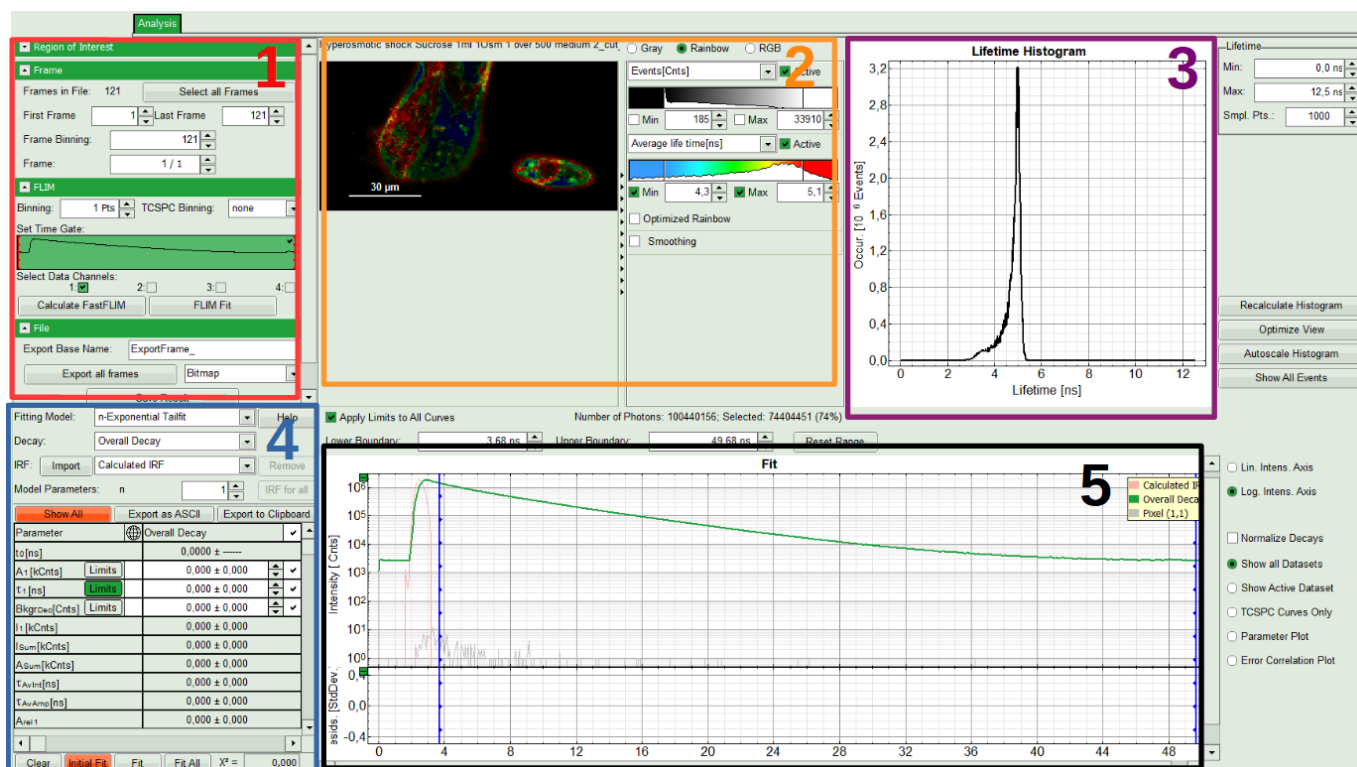 Analysis
Region of Interest
1
Frame
Frames in File: 121 Select all Frames
First Frame 1 Last Frame 121
Frame Binning: 121
Frame: 1 / 1
FLIM
Binning: 1 Pts TCSPC Binning: none
Set Time Gate:
Select Data Channels:
1: 2: 3: 4:
Calculate FastFLIM FLIM Fit
File
Export Base Name: ExportFrame_
Export all frames Bitmap
Save Result
Hyperosmotic shock Sucrose 1ml 1Osm 1 over 500 medium 2_cut_
30 µm
2
Gray Rainbow RGB
Events[Cnts] Active
Min 185 Max 33910
Average life time[ns] Active
Min 4,3 Max 5,1
Optimized Rainbow
Smoothing
3
Lifetime Histogram
Occur. [10 6 Events]
3,2
2,8
2,4
2,0
1,6
1,2
0,8
0,4
0,0
0 2 4 6 8 10 12
Lifetime [ns]
Lifetime
Min: 0,0 ns
Max: 12,5 ns
Smpl. Pts.: 1000
Recalculate Histogram
Optimize View
Autoscale Histogram
Show All Events
4
Fitting Model: n-Exponential Tailfit Help
Decay: Overall Decay
IRF: Import Calculated IRF Remove
Model Parameters: n 1 IRF for all
Show All Export as ASCII Export to Clipboard
Parameter Overall Decay
to[ns] 0,0000 ± ------
A1[kCnts] Limits 0,000 ± 0,000
τ1[ns] Limits 0,000 ± 0,000
BkgrDec[Cnts] Limits 0,000 ± 0,000
I1[kCnts] 0,000 ± 0,000
ISum[kCnts] 0,000 ± 0,000
ASum[kCnts] 0,000 ± 0,000
τAvInt[ns] 0,000 ± 0,000
τAvAmp[ns] 0,000 ± 0,000
Arel 1 0,000 ± 0,000
Clear Initial Fit Fit Fit All X² = 0,000
Apply Limits to All Curves Number of Photons: 100440156; Selected: 74404451 (74%)
Lower Boundary: 3,68 ns Upper Boundary: 49,68 ns Reset Range
5
Fit
Calculated IR
Overall Deca
Pixel (1,1)
Intensity [Cnts]
10⁶
10⁵
10⁴
10³
10²
10¹
10⁰
esids. [StdDev.
0,4
0,0
-0,4
0 4 8 12 16 20 24 28 32 36 40 44 48
Lin. Intens. Axis
Log. Intens. Axis
Normalize Decays
Show all Datasets
Show Active Dataset
TCSPC Curves Only
Parameter Plot
Error Correlation Plot